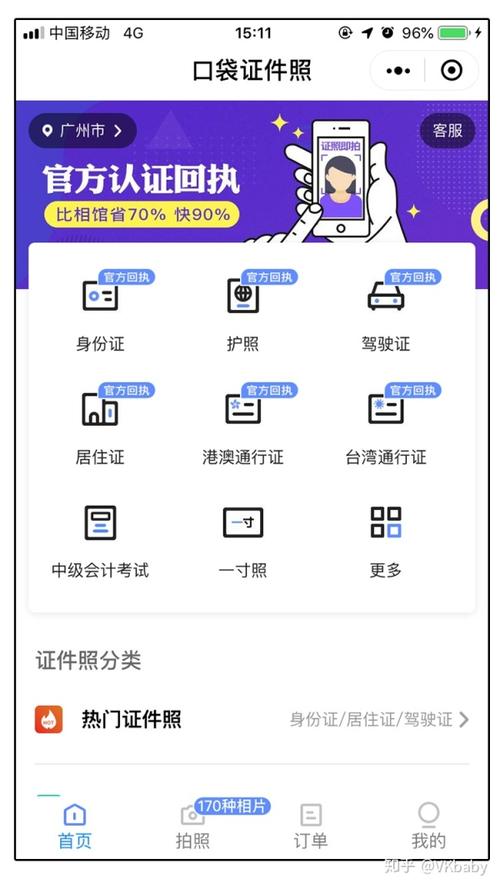 中国移动 4G 15:11 96%
口袋证件照
广州市
客服
证照即拍
官方认证回执
比相馆省70% 快90%
官方回执 官方回执 官方回执
身份证 护照 驾驶证
官方回执 官方回执 官方回执
居住证 港澳通行证 台湾通行证
一寸
中级会计考试 一寸照 更多
证件照分类
HOT
热门证件照 身份证/居住证/驾驶证
170种相片
首页 拍照 订单 我的
知乎 @VKbaby